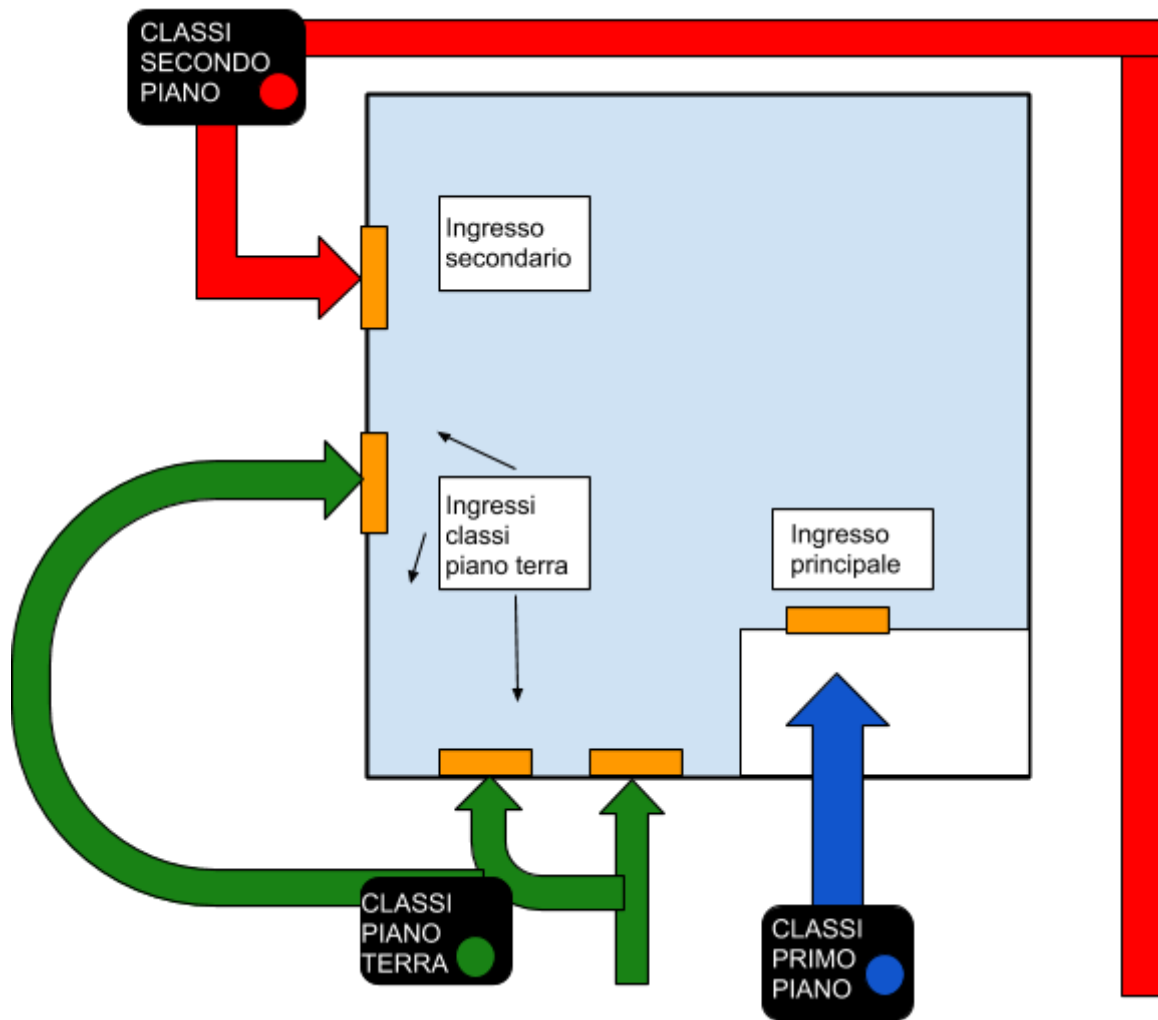 CLASSI
SECONDO
PIANO
Ingresso
secondario
Ingressi
classi
piano terra
Ingresso
principale
CLASSI
PIANO
TERRA
CLASSI
PRIMO
PIANO